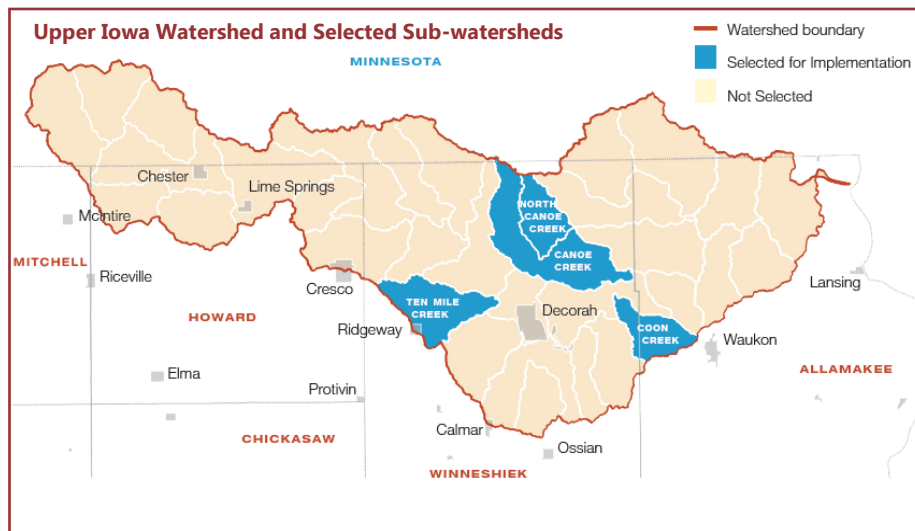 Upper Iowa Watershed and Selected Sub-watersheds
Watershed boundary
MINNESOTA
Selected for Implementation
Not Selected
Chester
Lime Springs
McIntire
NORTH
CANOE
CREEK
CANOE
CREEK
MITCHELL
Riceville
Cresco
Lansing
TEN MILE
CREEK
Decorah
HOWARD
Ridgeway
COON
CREEK
Waukon
Elma
ALLAMAKEE
Protivin
Calmar
CHICKASAW
Ossian
WINNESHIEK